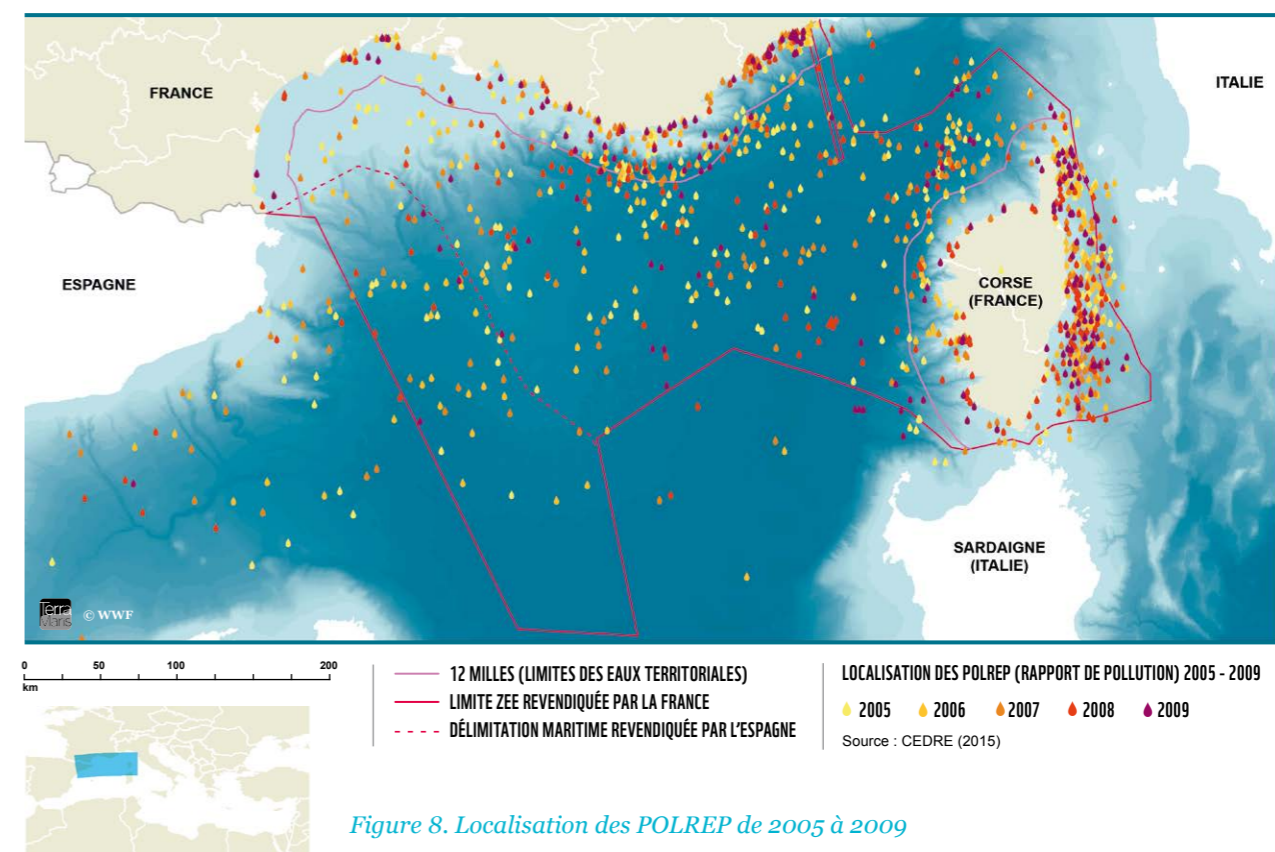 FRANCE
ITALIE
ESPAGNE
CORSE
(FRANCE)
SARDAIGNE
(ITALIE)
Terra
Maris
© WWF
0 50 100 200
km
12 MILLES (LIMITES DES EAUX TERRITORIALES)
LIMITE ZEE REVENDIQUÉE PAR LA FRANCE
DÉLIMITATION MARITIME REVENDIQUÉE PAR L'ESPAGNE
LOCALISATION DES POLREP (RAPPORT DE POLLUTION) 2005 - 2009
2005 2006 2007 2008 2009
Source : CEDRE (2015)
Figure 8. Localisation des POLREP de 2005 à 2009